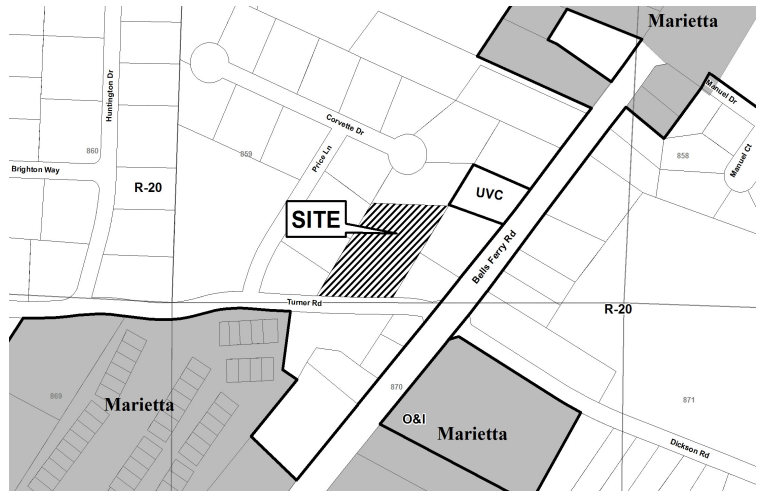 Marietta
Huntington Dr
Manuel Dr
Corvette Dr
860
859
Price Ln
858
Manuel Ct
Brighton Way
R-20
UVC
SITE
Bells Ferry Rd
Turner Rd
R-20
869
870
871
Marietta
O&I
Marietta
Dickson Rd